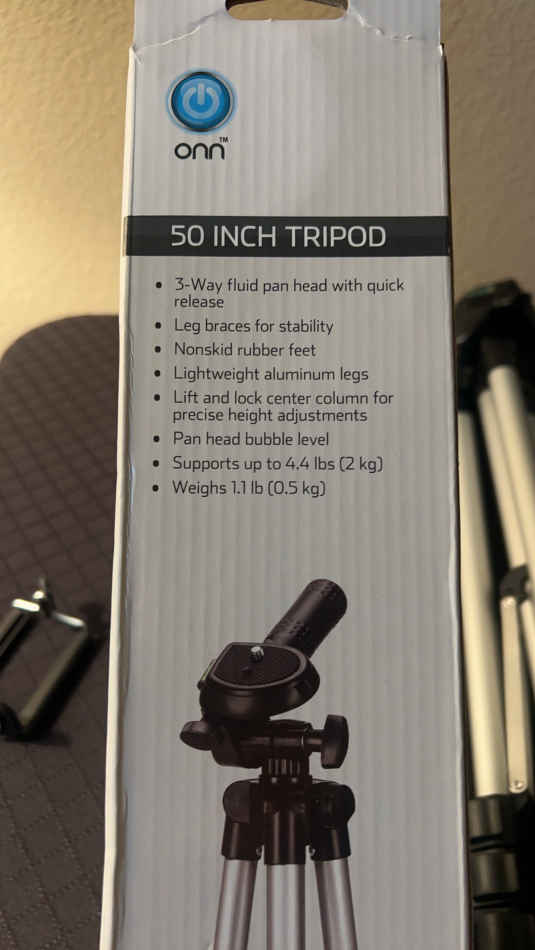 onn™
50 INCH TRIPOD
• 3-Way fluid pan head with quick
release
• Leg braces for stability
• Nonskid rubber feet
• Lightweight aluminum legs
• Lift and lock center column for
precise height adjustments
• Pan head bubble level
• Supports up to 4.4 lbs (2 kg)
• Weighs 1.1 lb (0.5 kg)